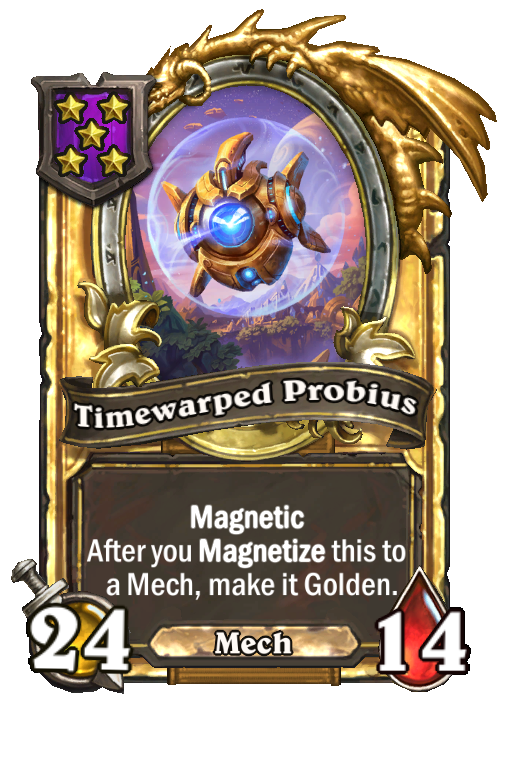 Timewarped Probius
Magnetic
After you Magnetize this to
a Mech, make it Golden.
24
Mech
14